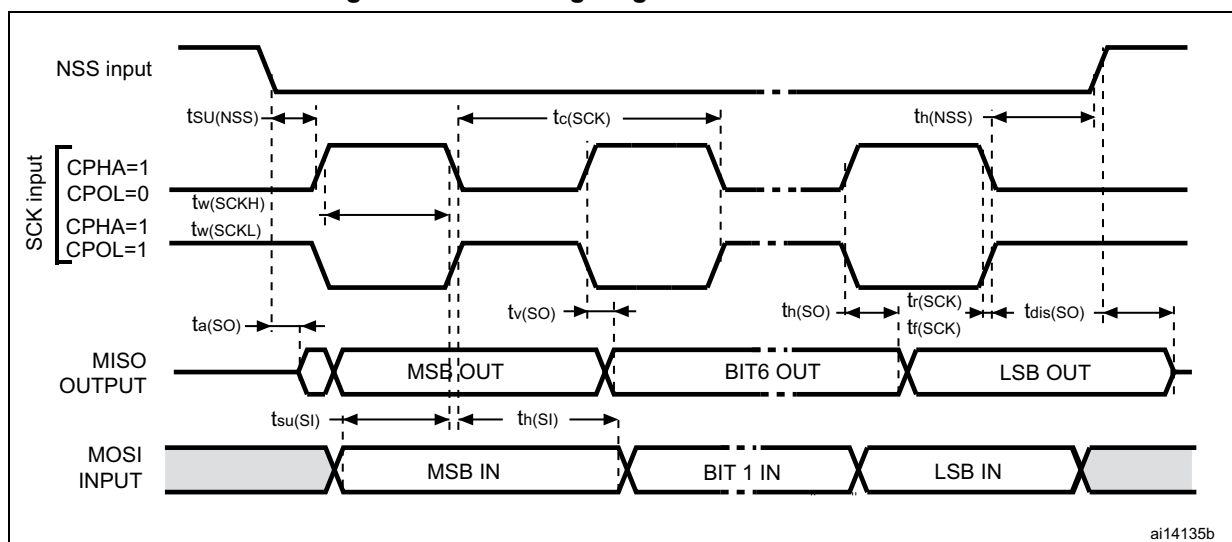 NSS input
tSU(NSS)
tc(SCK)
th(NSS)
SCK input
CPHA=1
CPOL=0
tw(SCKH)
CPHA=1
tw(SCKL)
CPOL=1
ta(SO)
tv(SO)
th(SO)
tr(SCK)
tf(SCK)
tdis(SO)
MISO
OUTPUT
MSB OUT
BIT6 OUT
LSB OUT
tsu(SI)
th(SI)
MOSI
INPUT
MSB IN
BIT 1 IN
LSB IN
ai14135b